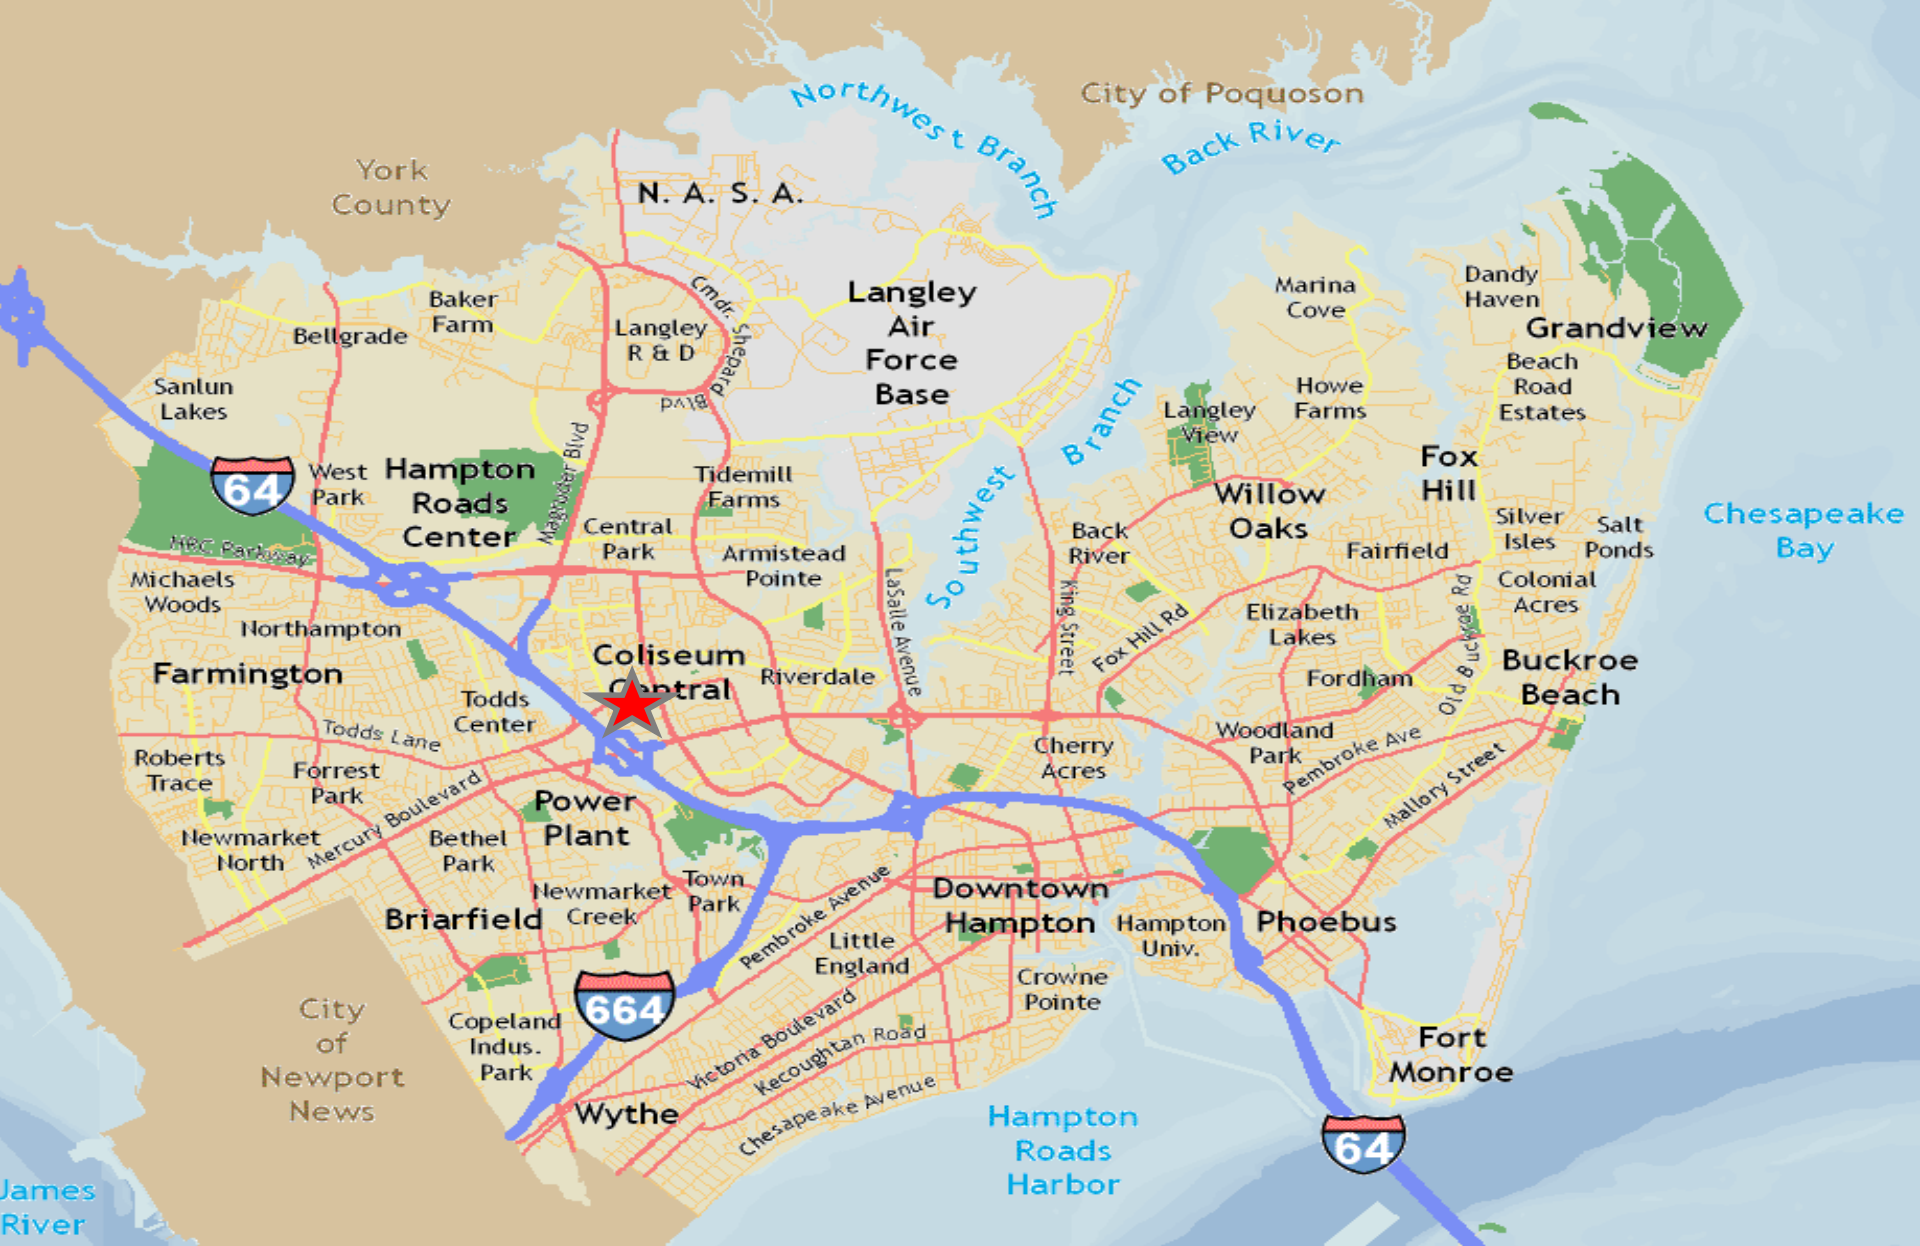 Northwest Branch
City of Poquoson
Back River
York
County
N. A. S. A.
Cmdr. Shepard
Blvd
Langley
Air
Force
Base
Marina
Cove
Dandy
Haven
Grandview
Baker
Farm
Bellgrade
Langley
R & D
Beach
Road
Estates
Sanlun
Lakes
Howe
Farms
Langley
View
Southwest Branch
64
West
Park
Hampton
Roads
Center
Magruder Blvd
Tidemill
Farms
Fox
Hill
Willow
Oaks
Silver
Isles
Salt
Ponds
Chesapeake
Bay
Central
Park
Back
River
Fairfield
HRC Parkway
Armistead
Pointe
Michaels
Woods
LaSalle Avenue
King Street
Fox Hill Rd
Elizabeth
Lakes
Old Buckroe Rd
Colonial
Acres
Northampton
Farmington
Coliseum
Central
Riverdale
Fordham
Buckroe
Beach
Todds
Center
Todds Lane
Woodland
Park
Pembroke Ave
Cherry
Acres
Mallory Street
Roberts
Trace
Forrest
Park
Mercury Boulevard
Power
Plant
Newmarket
North
Bethel
Park
Newmarket
Creek
Town
Park
Pembroke Avenue
Downtown
Hampton
Briarfield
Hampton
Univ.
Phoebus
Little
England
Crowne
Pointe
664
City
of
Newport
News
Copeland
Indus.
Park
Victoria Boulevard
Kecoughtan Road
Chesapeake Avenue
Wythe
Fort
Monroe
Hampton
Roads
Harbor
64
James
River